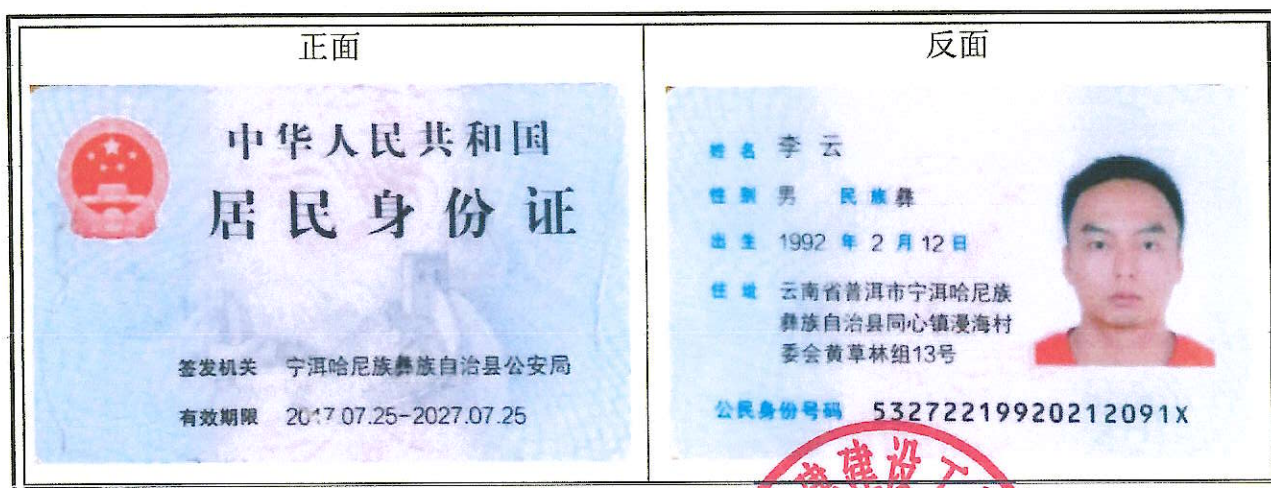 正面
中华人民共和国
居民身份证
签发机关 宁洱哈尼族彝族自治县公安局
有效期限 2017.07.25-2027.07.25
反面
姓名 李云
性别 男 民族 彝
出生 1992 年 2 月 12 日
住址 云南省普洱市宁洱哈尼族
彝族自治县同心镇漫海村
委会黄草林组13号
公民身份号码 53272219920212091X
建设工